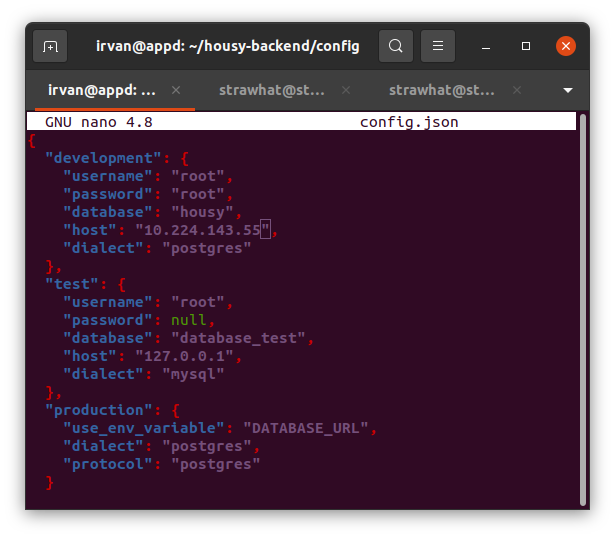 irvan@appd: ~/housy-backend/config
irvan@appd: ... × strawhat@st... × strawhat@st... ×
GNU nano 4.8 config.json
{
  "development": {
    "username": "root",
    "password": "root",
    "database": "housy",
    "host": "10.224.143.55",
    "dialect": "postgres"
  },
  "test": {
    "username": "root",
    "password": null,
    "database": "database_test",
    "host": "127.0.0.1",
    "dialect": "mysql"
  },
  "production": {
    "use_env_variable": "DATABASE_URL",
    "dialect": "postgres",
    "protocol": "postgres"
  }